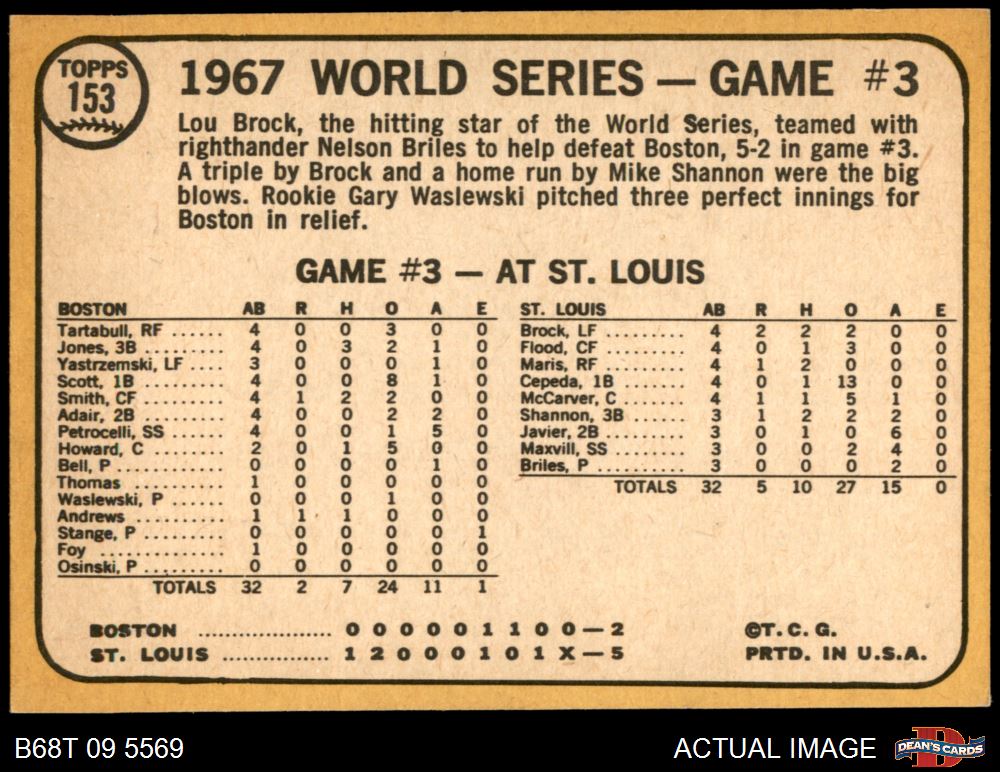 TOPPS
153
1967 WORLD SERIES — GAME #3
Lou Brock, the hitting star of the World Series, teamed with
righthander Nelson Briles to help defeat Boston, 5-2 in game #3.
A triple by Brock and a home run by Mike Shannon were the big
blows. Rookie Gary Waslewski pitched three perfect innings for
Boston in relief.
GAME #3 — AT ST. LOUIS
BOSTON AB R H O A E
Tartabull, RF ...... 4 0 0 3 0 0
Jones, 3B ......... 4 0 3 2 1 0
Yastrzemski, LF .... 3 0 0 0 1 0
Scott, 1B ......... 4 0 0 8 1 0
Smith, CF ......... 4 1 2 2 0 0
Adair, 2B ......... 4 0 0 2 2 0
Petrocelli, SS ...... 4 0 0 1 5 0
Howard, C ........ 2 0 1 5 0 0
Bell, P ............ 0 0 0 0 1 0
Thomas ........... 1 0 0 0 0 0
Waslewski, P ...... 0 0 0 1 0 0
Andrews .......... 1 1 1 0 0 0
Stange, P ......... 0 0 0 0 0 1
Foy .............. 1 0 0 0 0 0
Osinski, P ......... 0 0 0 0 0 0
TOTALS 32 2 7 24 11 1
ST. LOUIS AB R H O A E
Brock, LF ......... 4 2 2 2 0 0
Flood, CF ......... 4 0 1 3 0 0
Maris, RF ......... 4 1 2 0 0 0
Cepeda, 1B ........ 4 0 1 13 0 0
McCarver, C ....... 4 1 1 5 1 0
Shannon, 3B ...... 3 1 2 2 2 0
Javier, 2B ......... 3 0 1 0 6 0
Maxvill, SS ........ 3 0 0 2 4 0
Briles, P ........... 3 0 0 0 2 0
TOTALS 32 5 10 27 15 0
BOSTON .................... 0 0 0 0 0 1 1 0 0 — 2
ST. LOUIS ................ 1 2 0 0 0 1 0 1 X — 5
©T. C. G.
PRTD. IN U.S.A.
B68T 09 5569
ACTUAL IMAGE
D
DEAN'S CARDS